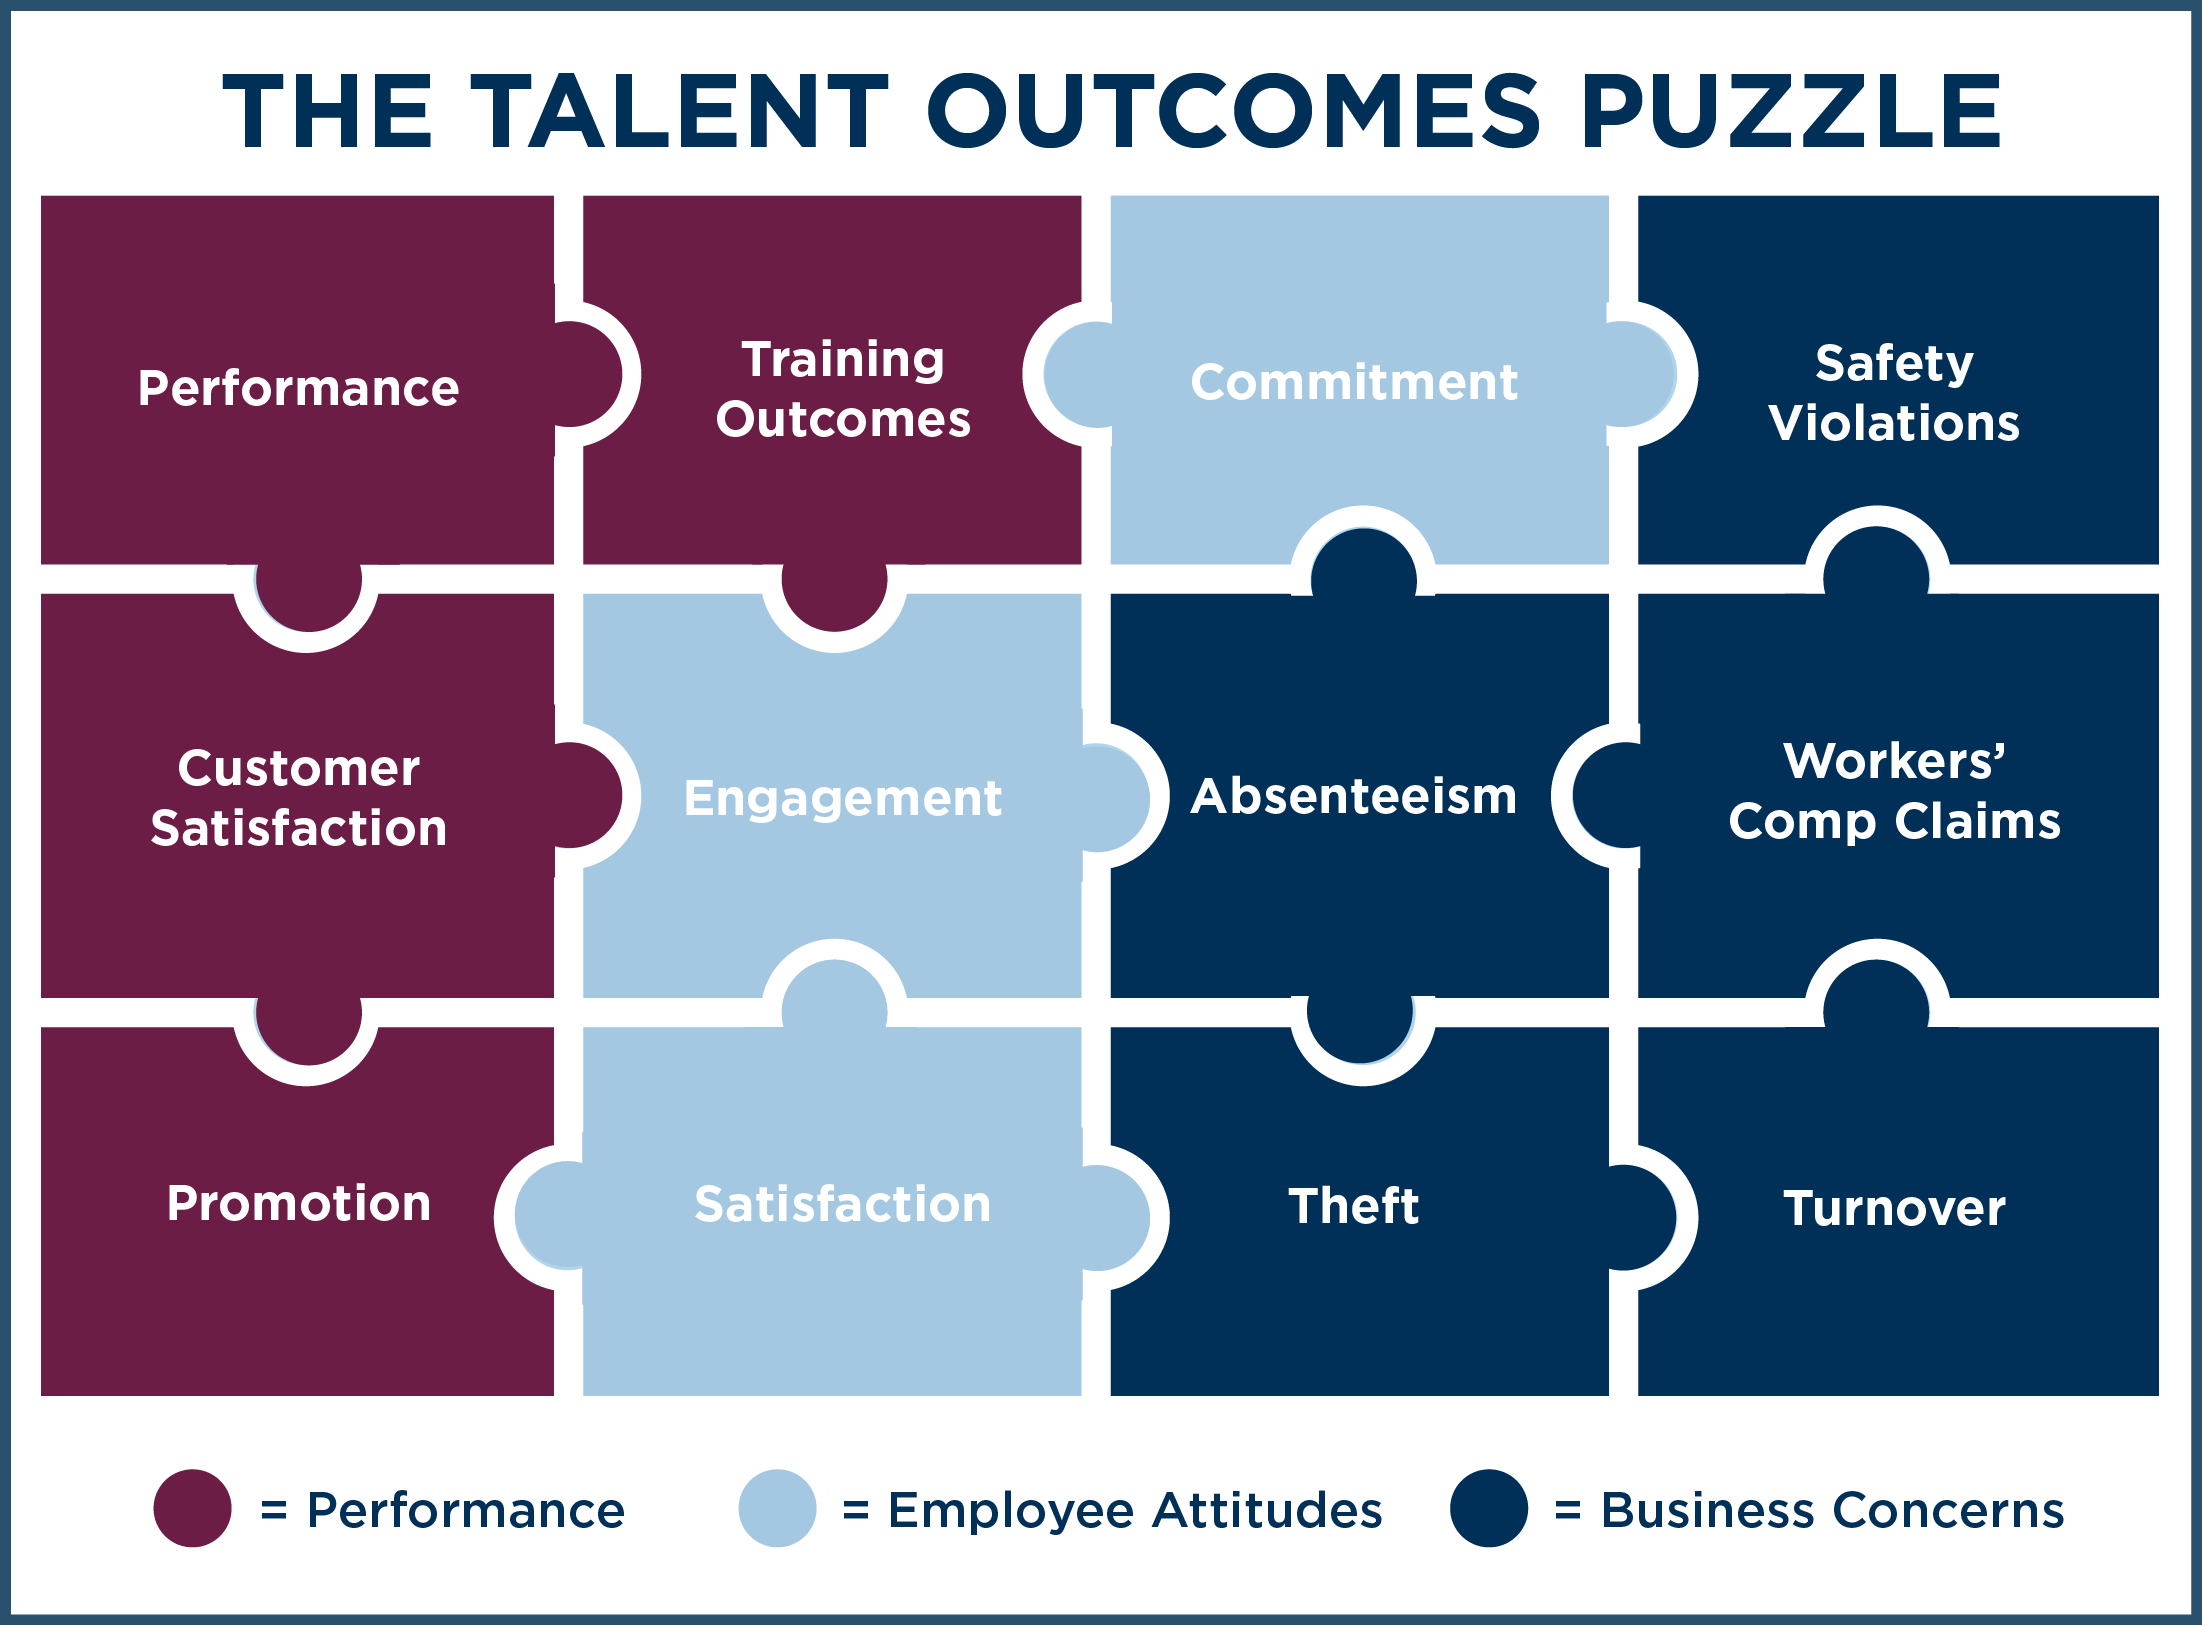 THE TALENT OUTCOMES PUZZLE
Performance
Training
Outcomes
Commitment
Safety
Violations
Customer
Satisfaction
Engagement
Absenteeism
Workers’
Comp Claims
Promotion
Satisfaction
Theft
Turnover
= Performance
= Employee Attitudes
= Business Concerns